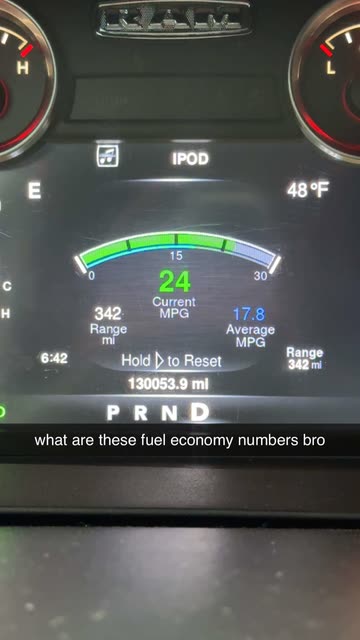 RAM
H
L
IPOD
E
48°F
0
15
30
24
Current
MPG
342
Range
mi
17.8
Average
MPG
C
H
6:42
Hold ▷ to Reset
Range
342 mi
130053.9 mi
P R N D
what are these fuel economy numbers bro